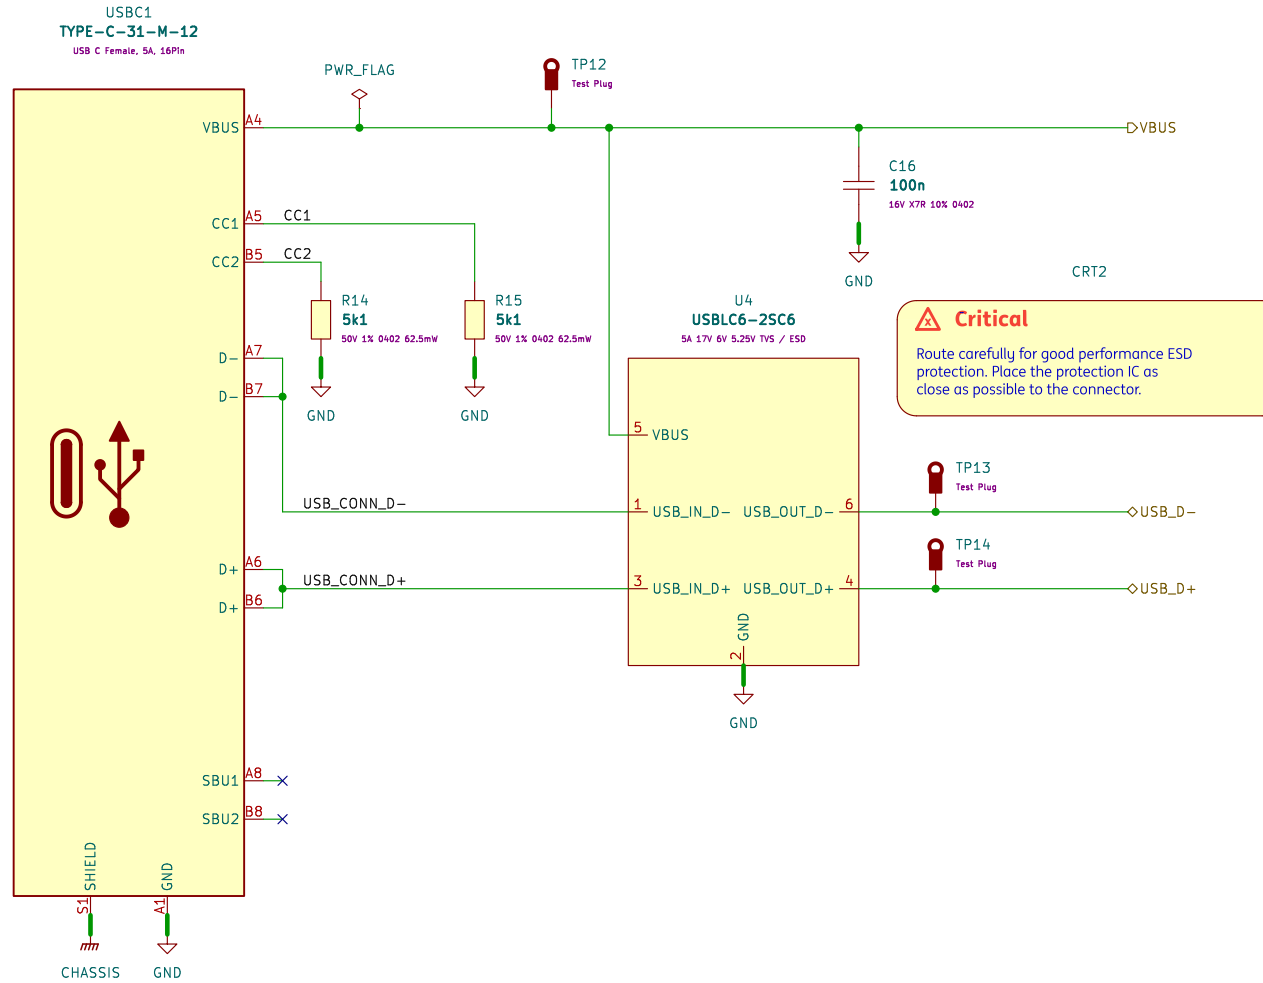 USBC1
TYPE-C-31-M-12
USB C Female, 5A, 16Pin
PWR_FLAG
TP12
Test Plug
VBUS
A4
VBUS
C16
100n
16V X7R 10% 0402
GND
CC1
A5
CC1
CC2
B5
CC2
R14
5k1
50V 1% 0402 62.5mW
GND
R15
5k1
50V 1% 0402 62.5mW
GND
D-
A7
D-
B7
USB_CONN_D-
D+
A6
USB_CONN_D+
D+
B6
U4
USBLC6-2SC6
5A 17V 6V 5.25V TVS / ESD
5
VBUS
1
USB_IN_D-
USB_OUT_D-
6
3
USB_IN_D+
USB_OUT_D+
4
GND
2
GND
CRT2
Critical
Route carefully for good performance ESD
protection. Place the protection IC as
close as possible to the connector.
TP13
Test Plug
USB_D-
TP14
Test Plug
USB_D+
SBU1
A8
SBU2
B8
SHIELD
S1
CHASSIS
GND
A1
GND